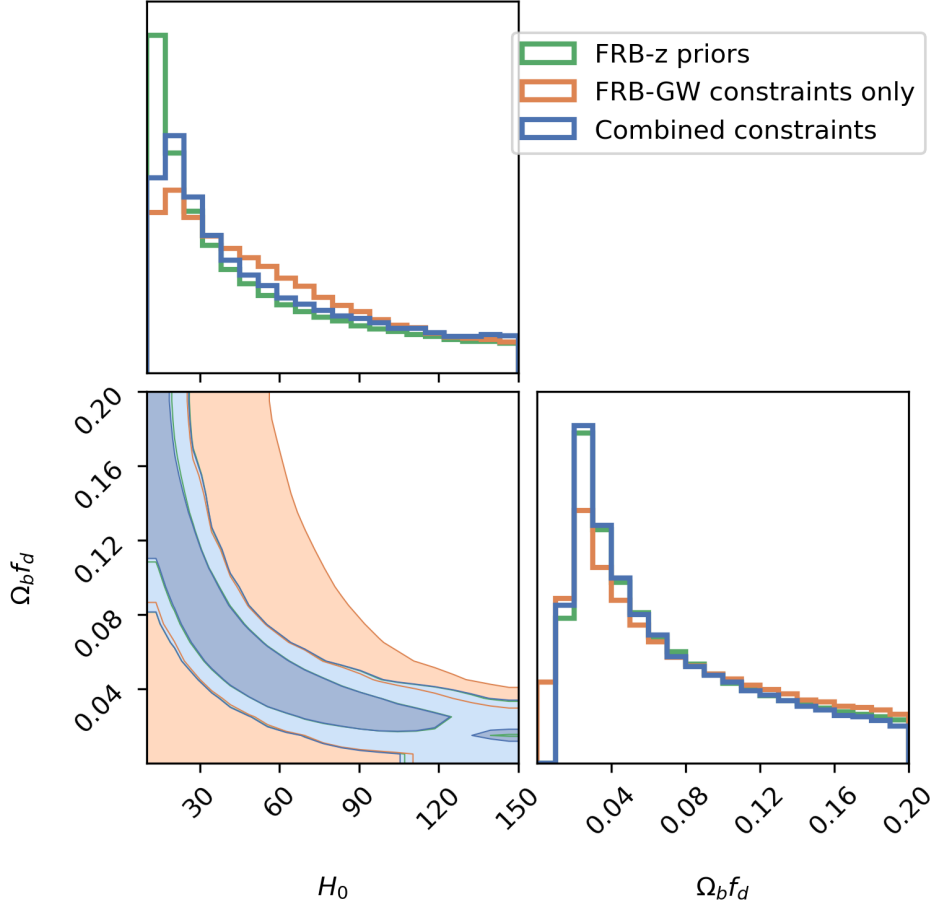 FRB-z priors
FRB-GW constraints only
Combined constraints
0.20
0.16
0.12
0.08
0.04
Ω_b f_d
30
60
90
120
150
0.04
0.08
0.12
0.16
0.20
H_0
Ω_b f_d